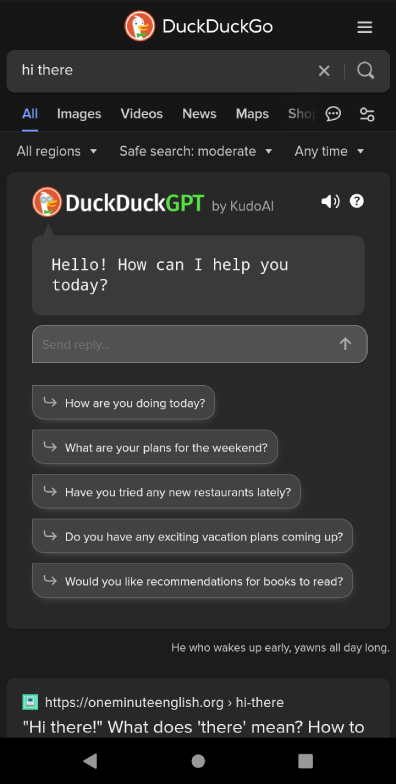 DuckDuckGo
hi there
All Images Videos News Maps Shop
All regions Safe search: moderate Any time
DuckDuckGPT by KudoAI
Hello! How can I help you
today?
Send reply...
How are you doing today?
What are your plans for the weekend?
Have you tried any new restaurants lately?
Do you have any exciting vacation plans coming up?
Would you like recommendations for books to read?
He who wakes up early, yawns all day long.
https://oneminuteenglish.org › hi-there
"Hi there!" What does 'there' mean? How to